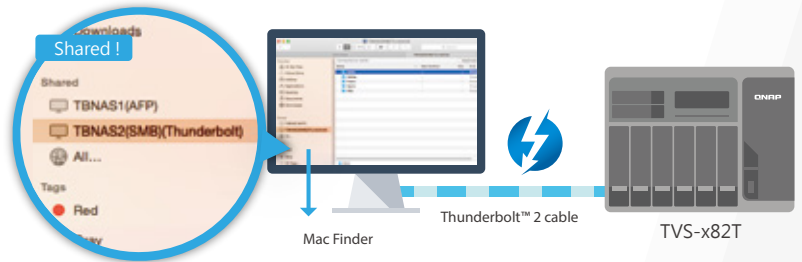 Downloads
Shared !
Shared
TBNAS1(AFP)
TBNAS2(SMB)(Thunderbolt)
All...
Tags
Red
Gray
Mac Finder
Thunderbolt™ 2 cable
QNAP
TVS-x82T